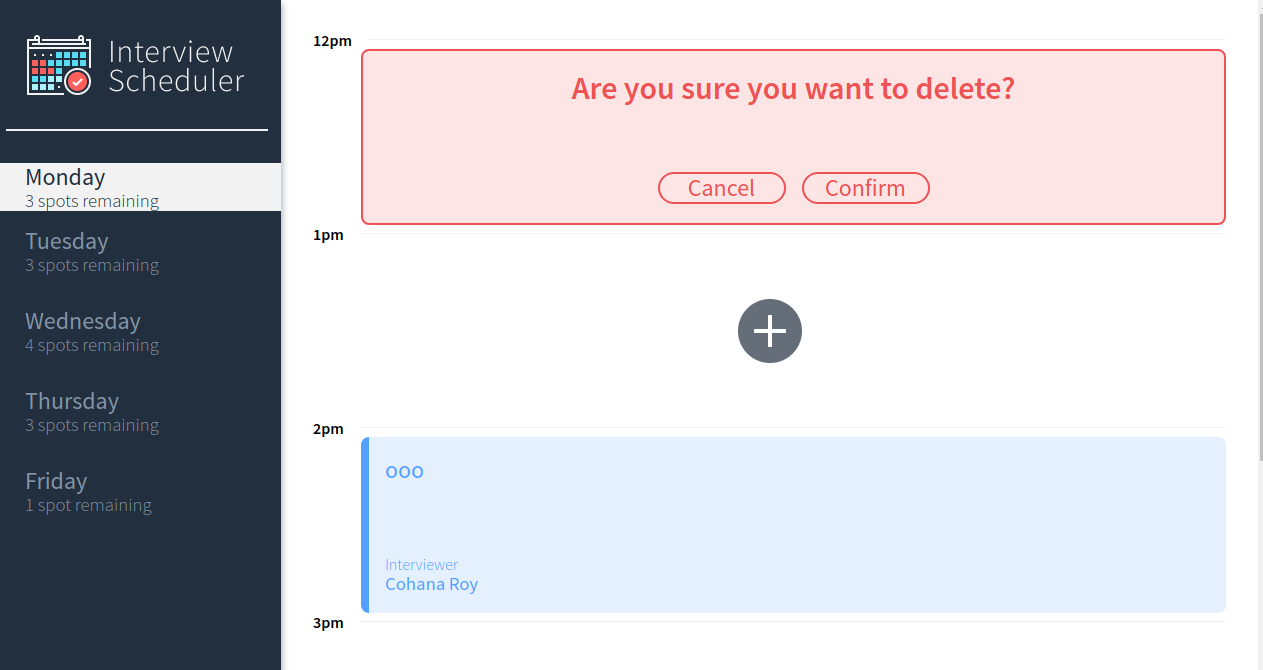 Interview
Scheduler
Monday
3 spots remaining
Tuesday
3 spots remaining
Wednesday
4 spots remaining
Thursday
3 spots remaining
Friday
1 spot remaining
12pm
Are you sure you want to delete?
Cancel Confirm
1pm
2pm
ooo
Interviewer
Cohana Roy
3pm